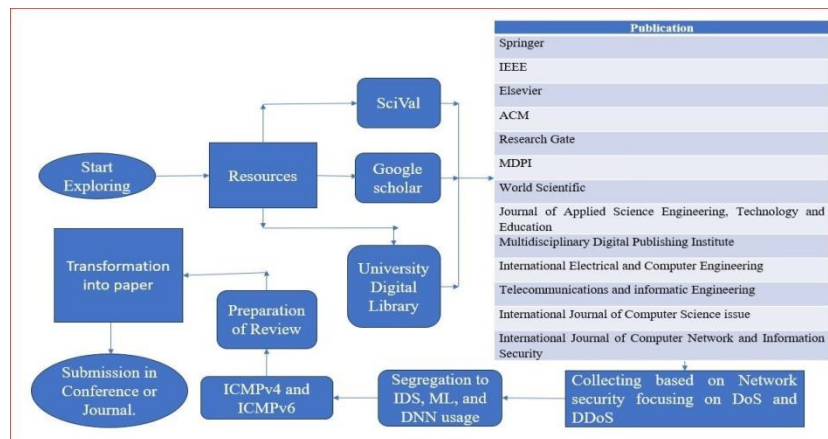 Start
Exploring
Resources
SciVal
Google
scholar
University
Digital
Library
Publication
Springer
IEEE
Elsevier
ACM
Research Gate
MDPI
World Scientific
Journal of Applied Science Engineering, Technology and
Education
Multidisciplinary Digital Publishing Institute
International Electrical and Computer Engineering
Telecommunications and informatic Engineering
International Journal of Computer Science issue
International Journal of Computer Network and Information
Security
Collecting based on Network
security focusing on DoS and
DDoS
Segregation to
IDS, ML, and
DNN usage
ICMPv4 and
ICMPv6
Preparation
of Review
Transformation
into paper
Submission in
Conference or
Journal.